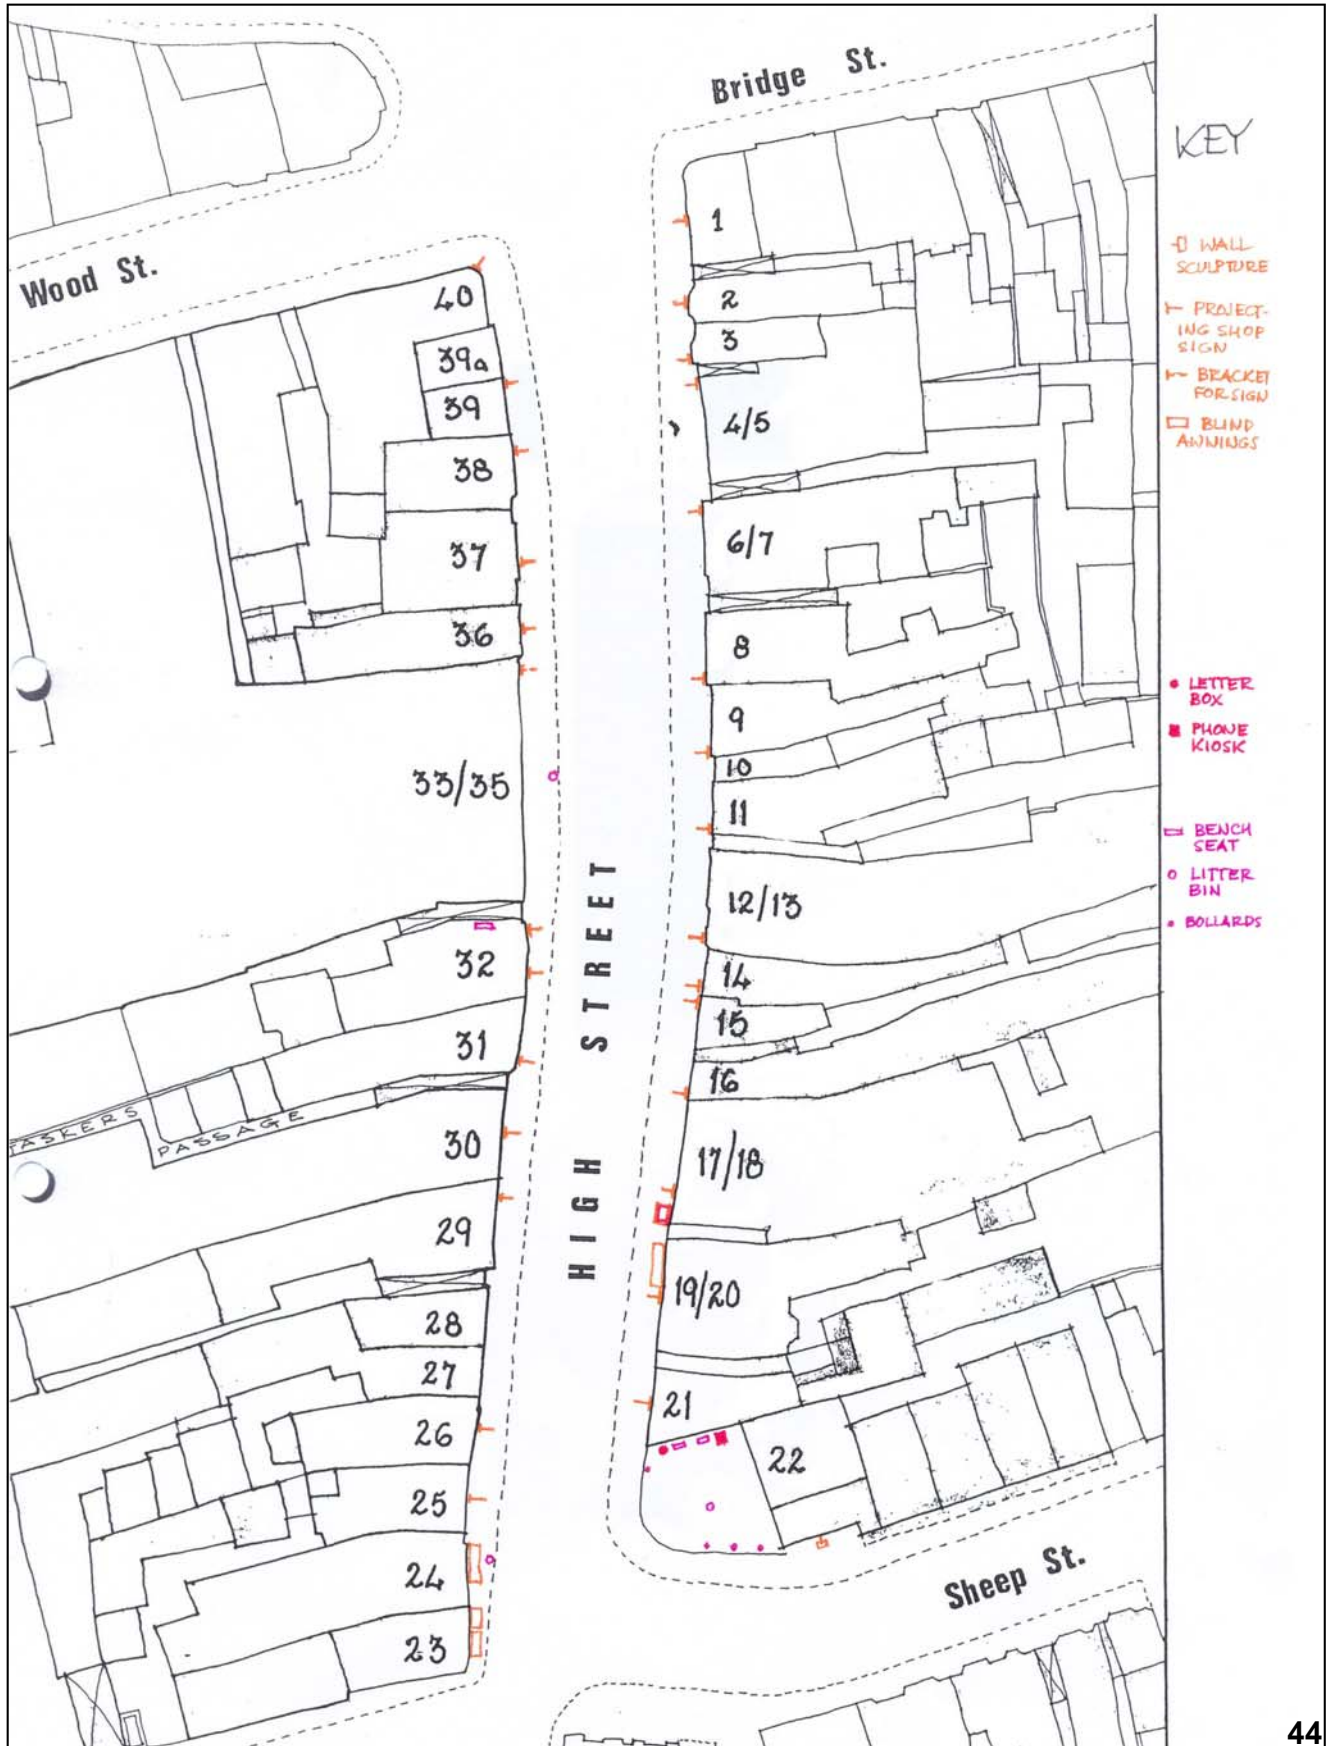 Bridge St.
KEY
Wood St.
WALL
SCULPTURE
PROJECT-
ING SHOP
SIGN
BRACKET
FOR SIGN
BLIND
AWNINGS
LETTER
BOX
PHONE
KIOSK
BENCH
SEAT
LITTER
BIN
BOLLARDS
40
39a
39
38
37
36
33/35
32
31
TASKERS PASSAGE
30
29
28
27
26
25
24
23
HIGH STREET
1
2
3
4/5
6/7
8
9
10
11
12/13
14
15
16
17/18
19/20
21
22
Sheep St.
44